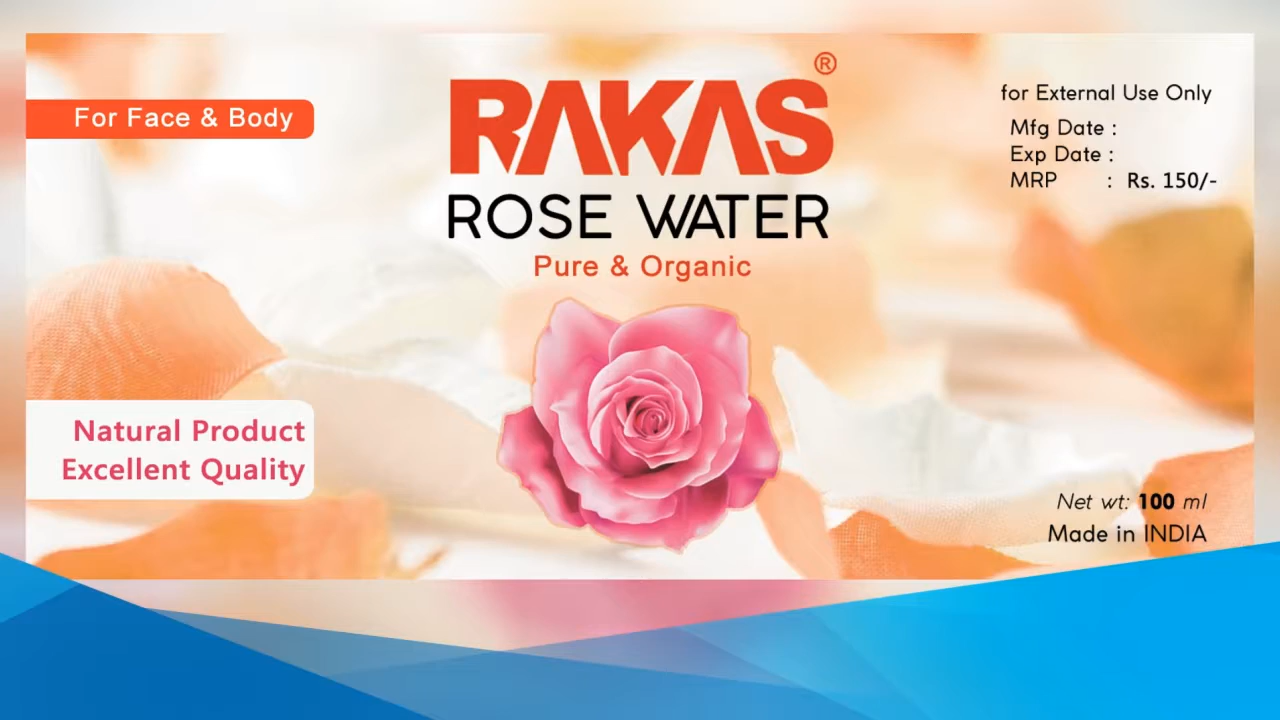 RAKAS®
ROSE WATER
Pure & Organic
For Face & Body
Natural Product
Excellent Quality
for External Use Only
Mfg Date :
Exp Date :
MRP : Rs. 150/-
Net wt: 100 ml
Made in INDIA